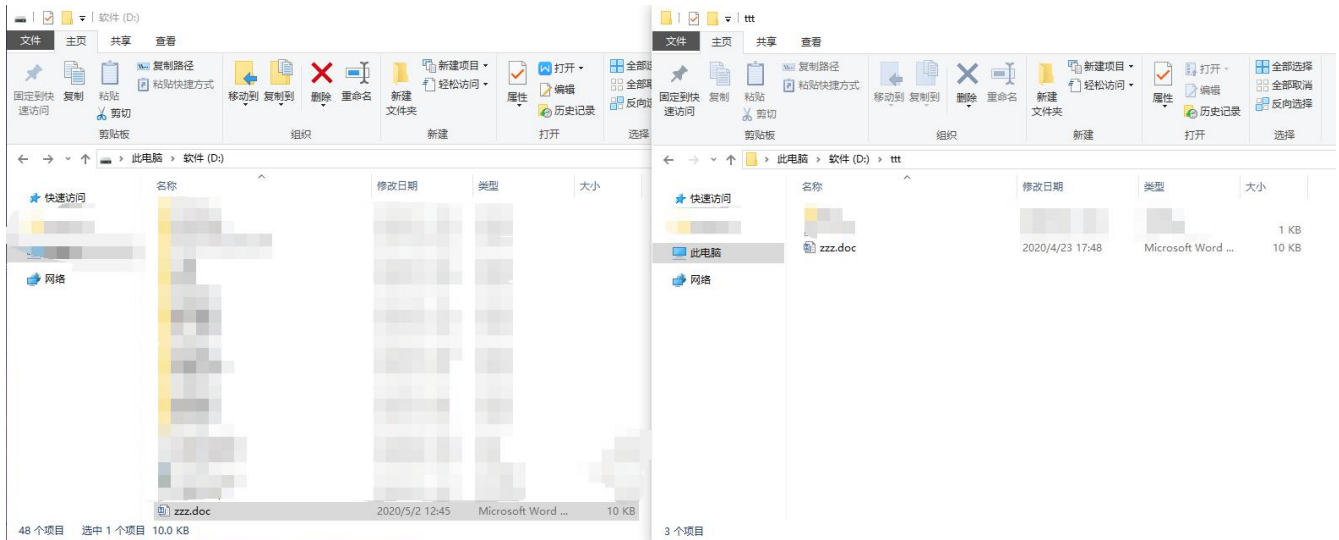 软件 (D:)
文件 主页 共享 查看
固定到快速访问
复制
粘贴
复制路径
粘贴快捷方式
剪切
剪贴板
移动到 复制到 删除 重命名
组织
新建文件夹
新建项目
轻松访问
新建
属性
打开
编辑
历史记录
打开
全部
全部
反向
选择
此电脑 › 软件 (D:)
名称 修改日期 类型 大小
快速访问
网络
zzz.doc 2020/5/2 12:45 Microsoft Word ... 10 KB
48 个项目 选中 1 个项目 10.0 KB
ttt
文件 主页 共享 查看
固定到快速访问
复制
粘贴
复制路径
粘贴快捷方式
剪切
剪贴板
移动到 复制到 删除 重命名
组织
新建文件夹
新建项目
轻松访问
新建
属性
打开
编辑
历史记录
打开
全部选择
全部取消
反向选择
选择
此电脑 › 软件 (D:) › ttt
名称 修改日期 类型 大小
快速访问
1 KB
此电脑
zzz.doc 2020/4/23 17:48 Microsoft Word ... 10 KB
网络
3 个项目